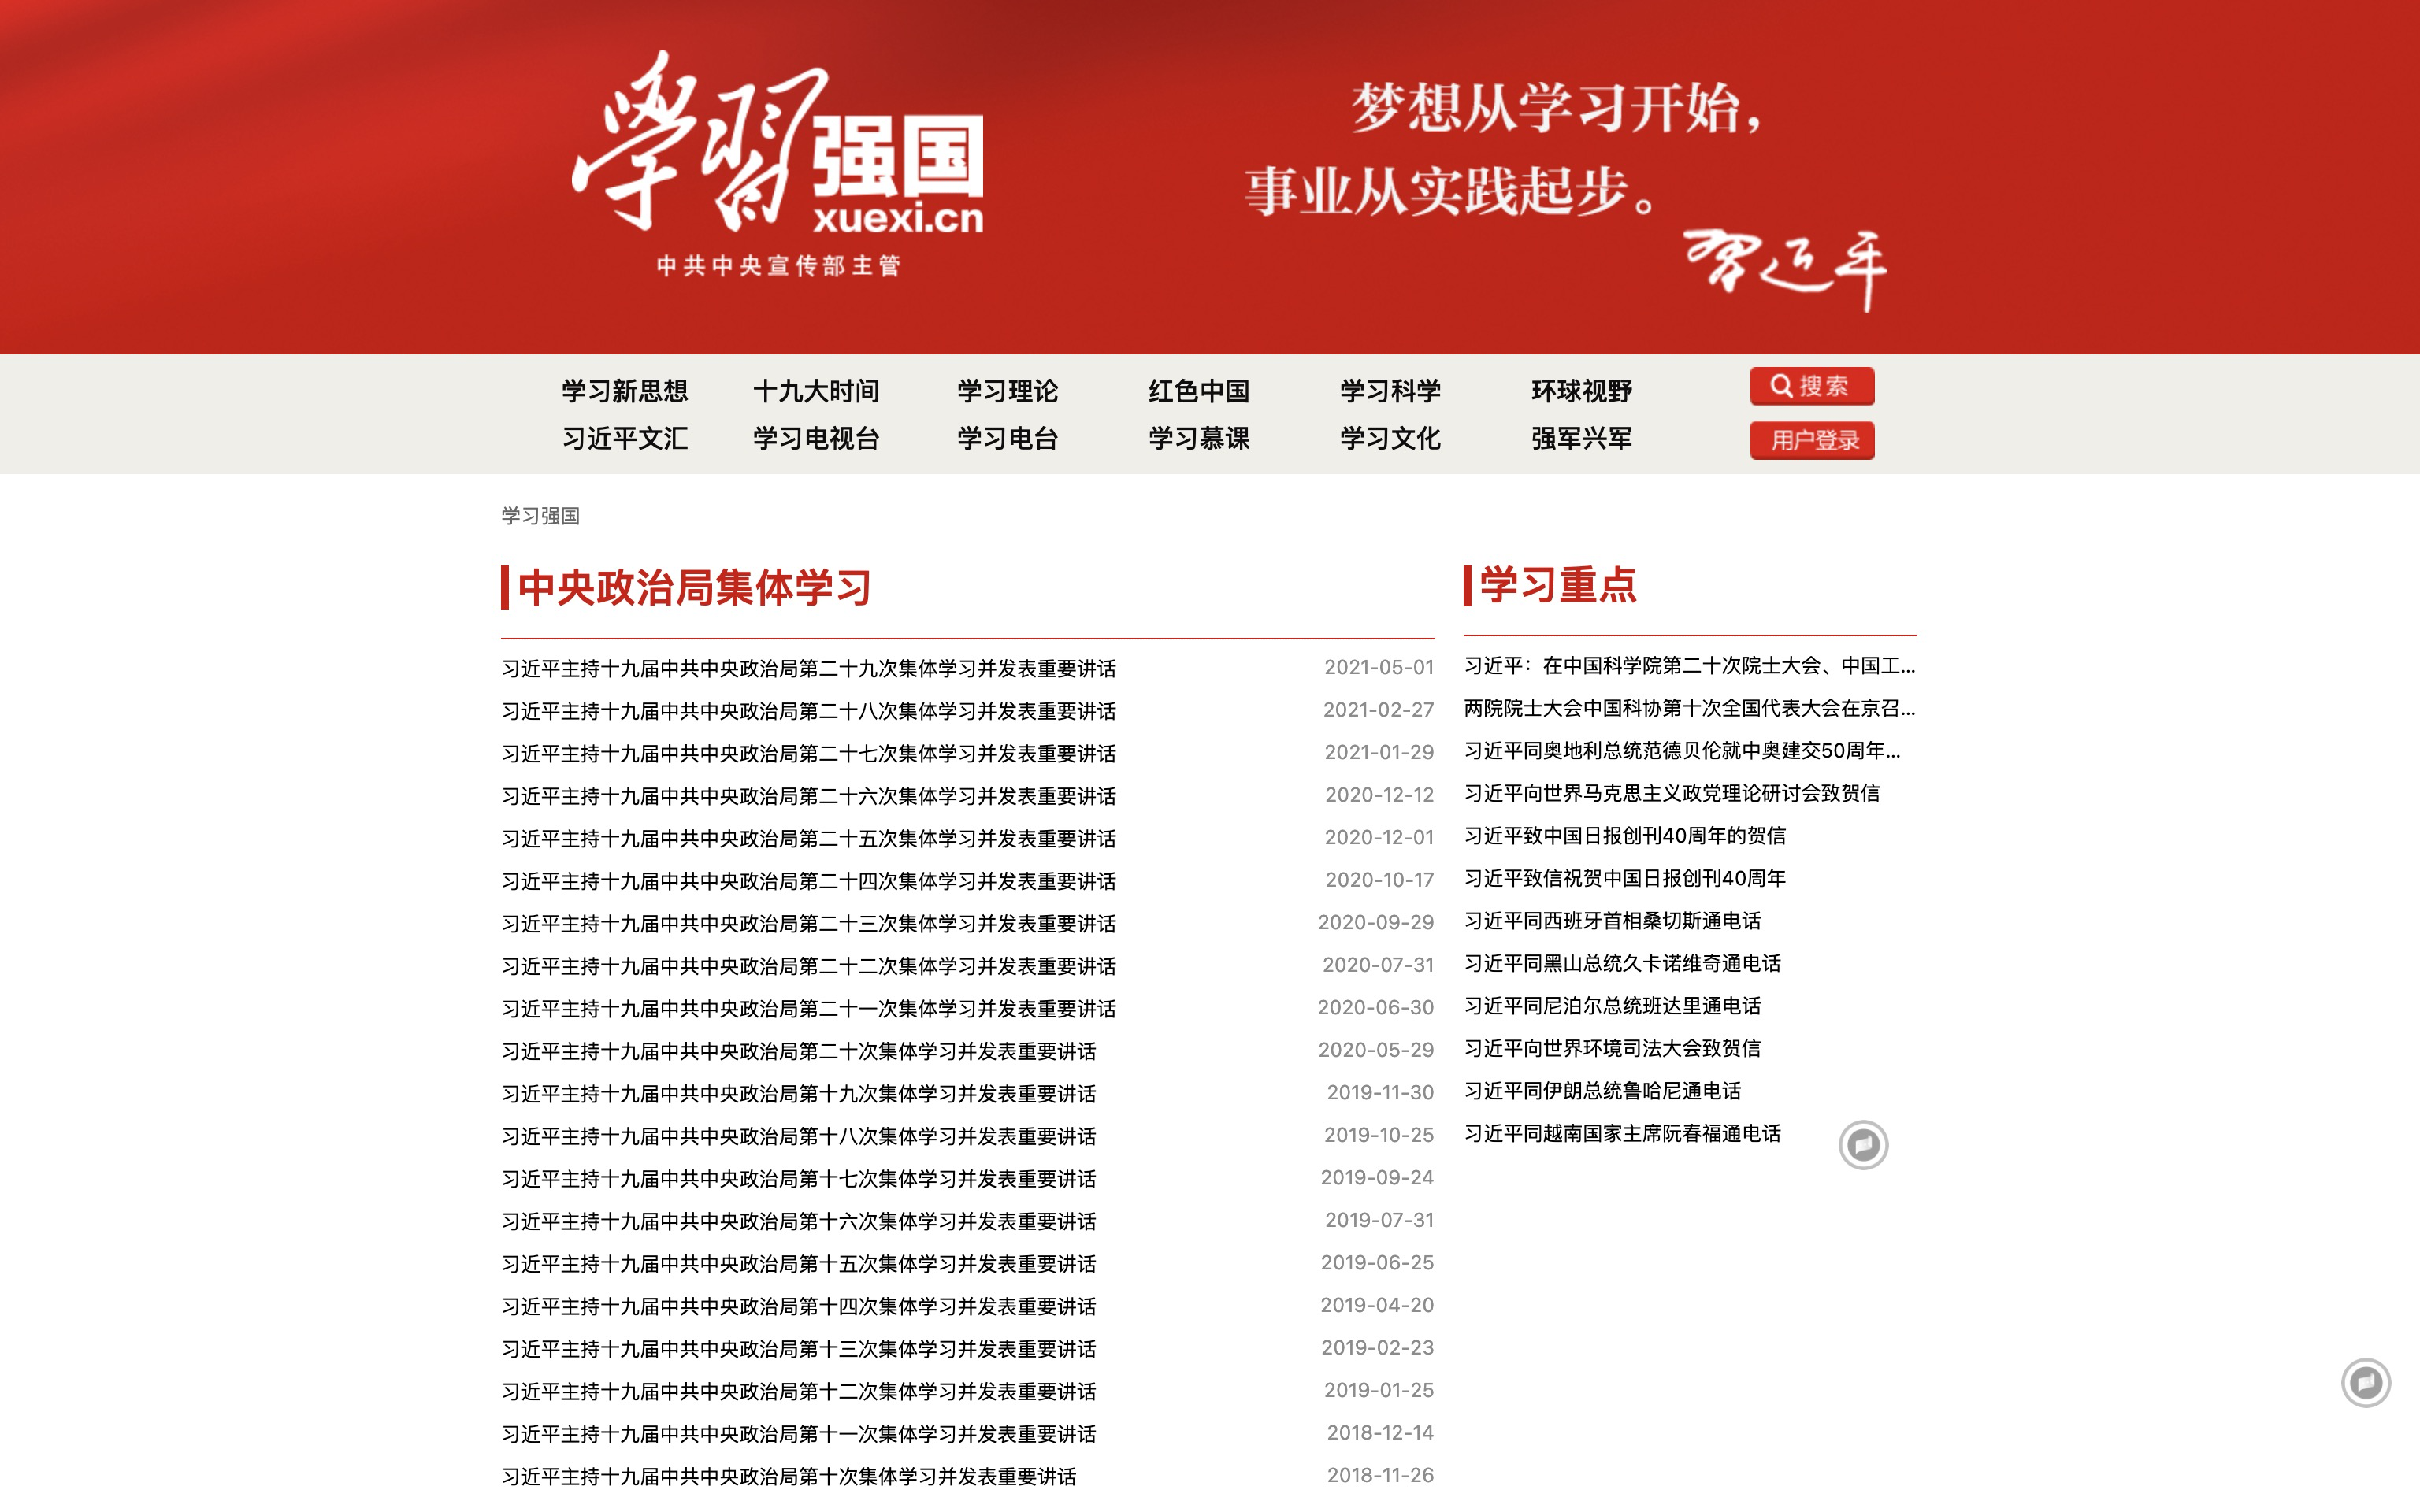 學習强国
xuexi.cn
中共中央宣传部主管
梦想从学习开始，
事业从实践起步。
习近平
学习新思想 十九大时间 学习理论 红色中国 学习科学 环球视野 搜索
习近平文汇 学习电视台 学习电台 学习慕课 学习文化 强军兴军 用户登录
学习强国
中央政治局集体学习
习近平主持十九届中共中央政治局第二十九次集体学习并发表重要讲话 2021-05-01
习近平主持十九届中共中央政治局第二十八次集体学习并发表重要讲话 2021-02-27
习近平主持十九届中共中央政治局第二十七次集体学习并发表重要讲话 2021-01-29
习近平主持十九届中共中央政治局第二十六次集体学习并发表重要讲话 2020-12-12
习近平主持十九届中共中央政治局第二十五次集体学习并发表重要讲话 2020-12-01
习近平主持十九届中共中央政治局第二十四次集体学习并发表重要讲话 2020-10-17
习近平主持十九届中共中央政治局第二十三次集体学习并发表重要讲话 2020-09-29
习近平主持十九届中共中央政治局第二十二次集体学习并发表重要讲话 2020-07-31
习近平主持十九届中共中央政治局第二十一次集体学习并发表重要讲话 2020-06-30
习近平主持十九届中共中央政治局第二十次集体学习并发表重要讲话 2020-05-29
习近平主持十九届中共中央政治局第十九次集体学习并发表重要讲话 2019-11-30
习近平主持十九届中共中央政治局第十八次集体学习并发表重要讲话 2019-10-25
习近平主持十九届中共中央政治局第十七次集体学习并发表重要讲话 2019-09-24
习近平主持十九届中共中央政治局第十六次集体学习并发表重要讲话 2019-07-31
习近平主持十九届中共中央政治局第十五次集体学习并发表重要讲话 2019-06-25
习近平主持十九届中共中央政治局第十四次集体学习并发表重要讲话 2019-04-20
习近平主持十九届中共中央政治局第十三次集体学习并发表重要讲话 2019-02-23
习近平主持十九届中共中央政治局第十二次集体学习并发表重要讲话 2019-01-25
习近平主持十九届中共中央政治局第十一次集体学习并发表重要讲话 2018-12-14
习近平主持十九届中共中央政治局第十次集体学习并发表重要讲话 2018-11-26
学习重点
习近平：在中国科学院第二十次院士大会、中国工...
两院院士大会中国科协第十次全国代表大会在京召...
习近平同奥地利总统范德贝伦就中奥建交50周年...
习近平向世界马克思主义政党理论研讨会致贺信
习近平致中国日报创刊40周年的贺信
习近平致信祝贺中国日报创刊40周年
习近平同西班牙首相桑切斯通电话
习近平同黑山总统久卡诺维奇通电话
习近平同尼泊尔总统班达里通电话
习近平向世界环境司法大会致贺信
习近平同伊朗总统鲁哈尼通电话
习近平同越南国家主席阮春福通电话